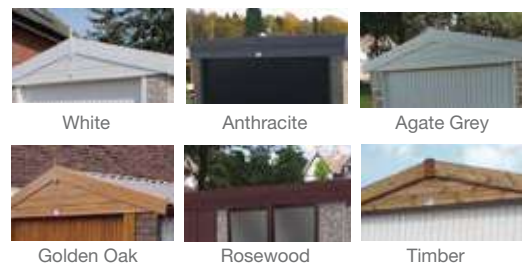 White
Anthracite
Agate Grey
Golden Oak
Rosewood
Timber